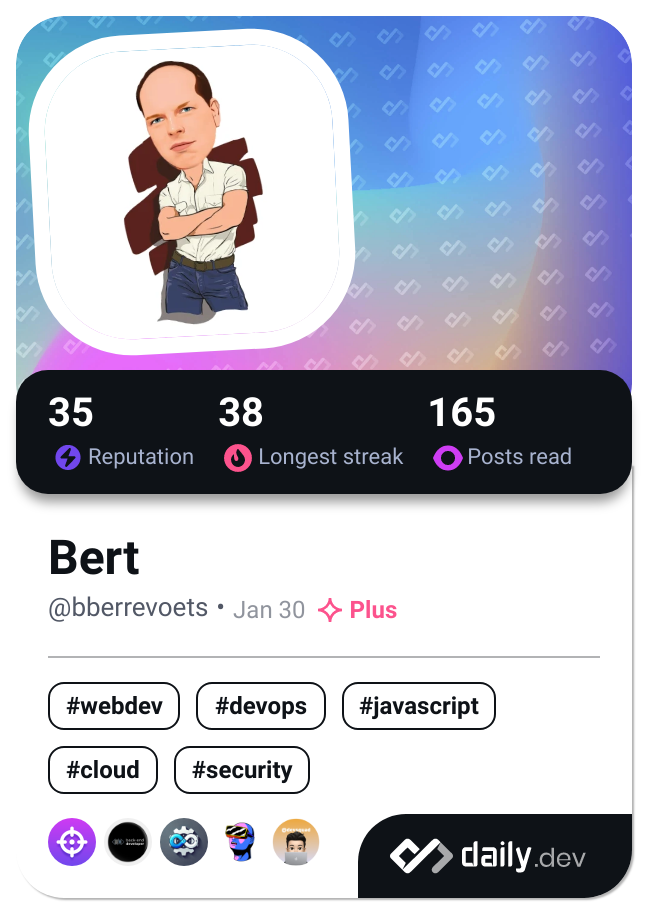 35 38 165
Reputation Longest streak Posts read
Bert
@bberrevoets • Jan 30 Plus
#webdev #devops #javascript
#cloud #security
daily.dev